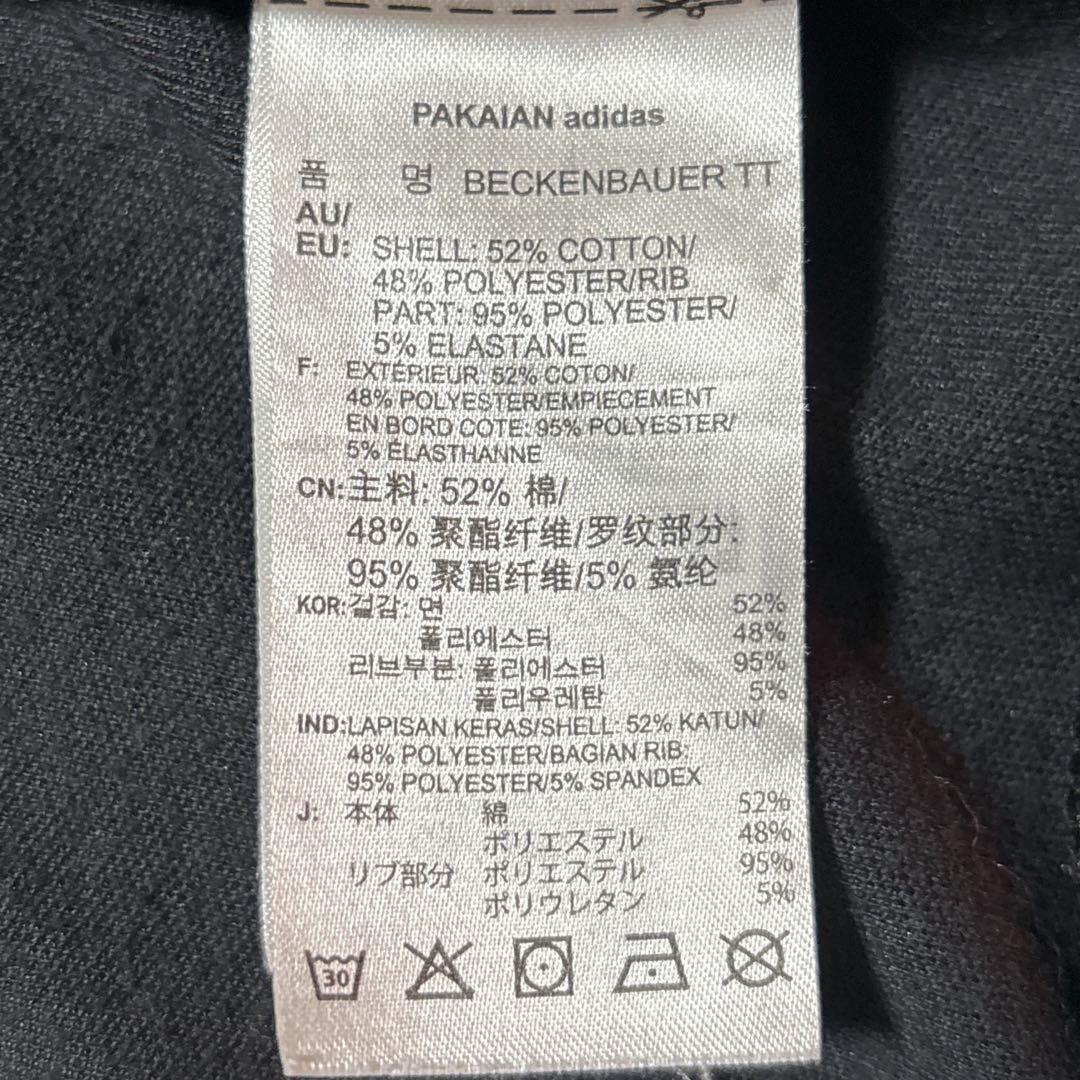 PAKAIAN adidas
품 명 BECKENBAUER TT
AU/
EU: SHELL: 52% COTTON/
48% POLYESTER/RIB
PART: 95% POLYESTER/
5% ELASTANE
F: EXTERIEUR: 52% COTON/
48% POLYESTER/EMPIECEMENT
EN BORD COTE: 95% POLYESTER/
5% ELASTHANNE
CN: 主料: 52% 棉/
48% 聚酯纤维/罗纹部分:
95% 聚酯纤维/5% 氨纶
KOR: 겉감: 면 52%
폴리에스터 48%
리브부분: 폴리에스터 95%
폴리우레탄 5%
IND: LAPISAN KERAS/SHELL: 52% KATUN/
48% POLYESTER/BAGIAN RIB:
95% POLYESTER/5% SPANDEX
J: 本体 綿 52%
ポリエステル 48%
リブ部分 ポリエステル 95%
ポリウレタン 5%
30